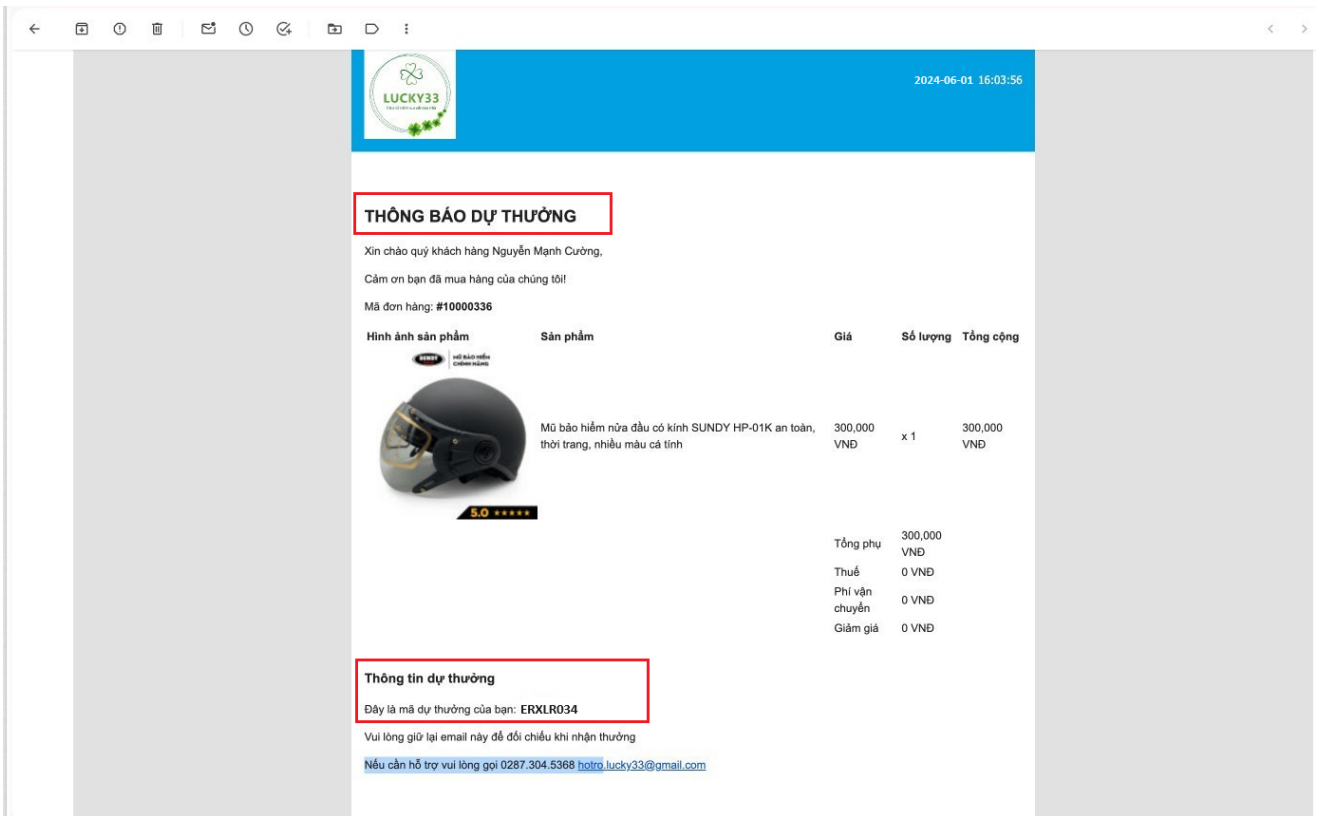 LUCKY33
2024-06-01 16:03:56
THÔNG BÁO DỰ THƯỞNG
Xin chào quý khách hàng Nguyễn Mạnh Cường,
Cảm ơn bạn đã mua hàng của chúng tôi!
Mã đơn hàng: #10000336
Hình ảnh sản phẩm Sản phẩm Giá Số lượng Tổng cộng
SUNDY MŨ BẢO HIỂM
CHÍNH HÃNG
Mũ bảo hiểm nửa đầu có kính SUNDY HP-01K an toàn, 300,000 x 1 300,000
thời trang, nhiều màu cá tính VNĐ VNĐ
5.0 ★★★★★
Tổng phụ 300,000
VNĐ
Thuế 0 VNĐ
Phí vận
chuyển 0 VNĐ
Giảm giá 0 VNĐ
Thông tin dự thưởng
Đây là mã dự thưởng của bạn: ERXLR034
Vui lòng giữ lại email này để đối chiếu khi nhận thưởng
Nếu cần hỗ trợ vui lòng gọi 0287.304.5368 hotro.lucky33@gmail.com